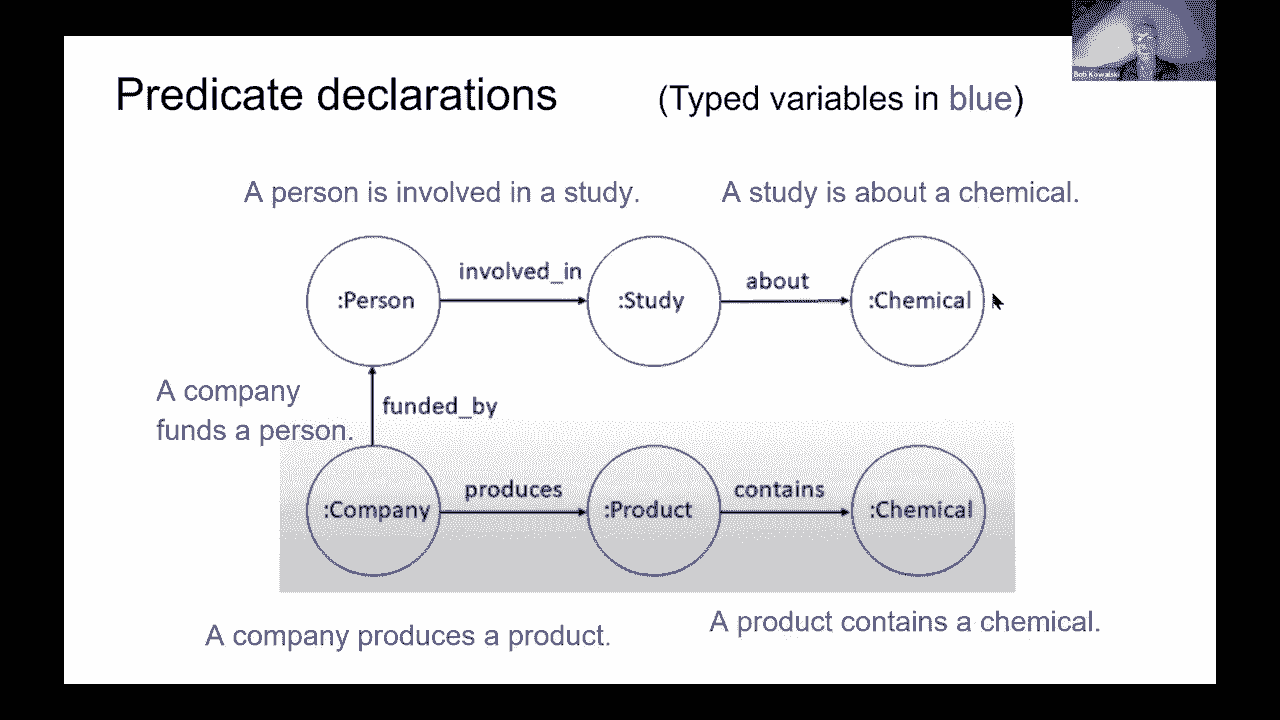 Bob Kowalski
Predicate declarations
(Typed variables in blue)
A person is involved in a study.
A study is about a chemical.
:Person
involved_in
:Study
about
:Chemical
A company
funds a person.
funded_by
:Company
produces
:Product
contains
:Chemical
A company produces a product.
A product contains a chemical.